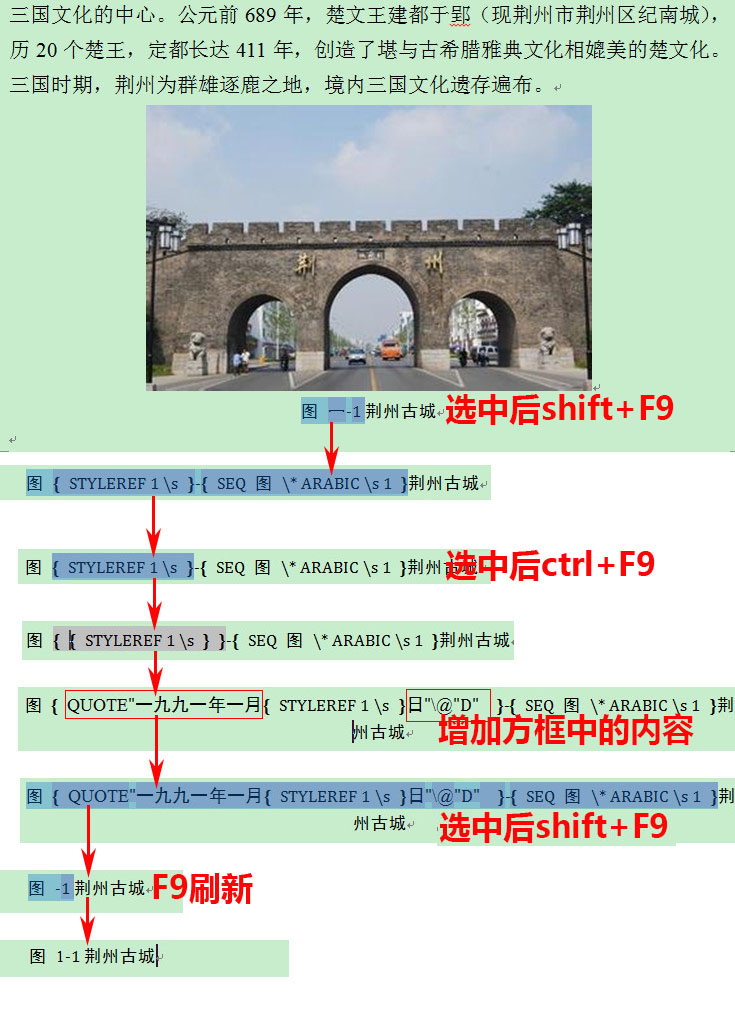 三国文化的中心。公元前 689 年，楚文王建都于郢（现荆州市荆州区纪南城），
历 20 个楚王，定都长达 411 年，创造了堪与古希腊雅典文化相媲美的楚文化。
三国时期，荆州为群雄逐鹿之地，境内三国文化遗存遍布。
荆 州
图 一-1 荆州古城
选中后shift+F9
图 { STYLEREF 1 \s }-{ SEQ 图 \* ARABIC \s 1 }荆州古城
图 { STYLEREF 1 \s }-{ SEQ 图 \* ARABIC \s 1 }荆州古城
选中后ctrl+F9
图 { { STYLEREF 1 \s } }-{ SEQ 图 \* ARABIC \s 1 }荆州古城
图 { QUOTE"一九九一年一月{ STYLEREF 1 \s }日"\@"D" }-{ SEQ 图 \* ARABIC \s 1 }荆
州古城
增加方框中的内容
图 { QUOTE"一九九一年一月{ STYLEREF 1 \s }日"\@"D" }-{ SEQ 图 \* ARABIC \s 1 }荆
州古城
选中后shift+F9
图 -1 荆州古城
F9刷新
图 1-1 荆州古城